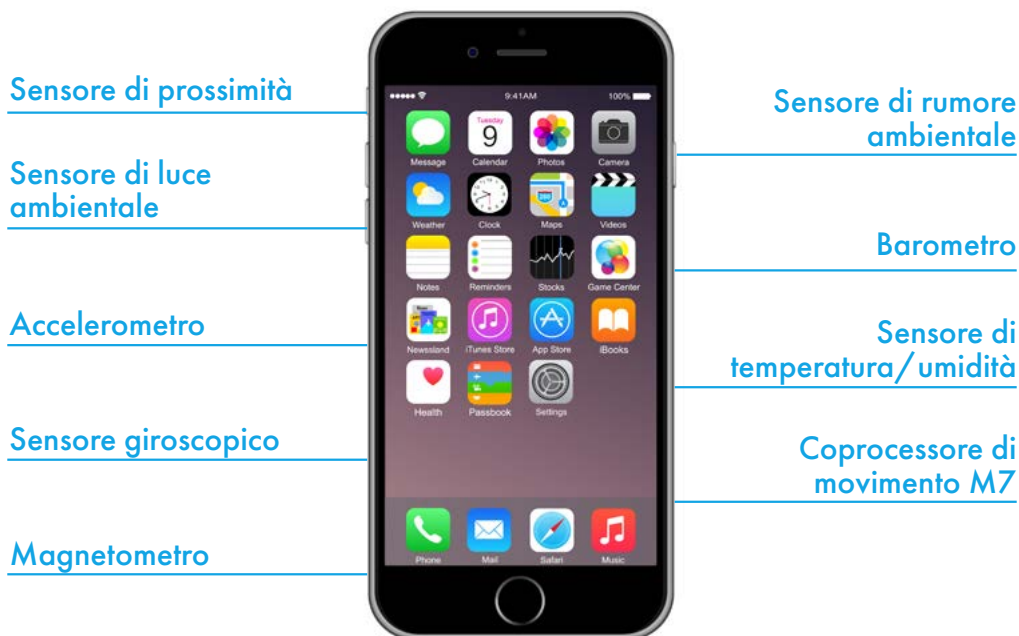 Sensore di prossimità
Sensore di luce
ambientale
Accelerometro
Sensore giroscopico
Magnetometro
9:41AM
100%
Tuesday
9
Message
Calendar
Photos
Camera
Weather
Clock
Maps
Videos
Notes
Reminders
Stocks
Game Center
Newsstand
iTunes Store
App Store
iBooks
Health
Passbook
Settings
Phone
Mail
Safari
Music
Sensore di rumore
ambientale
Barometro
Sensore di
temperatura/umidità
Coprocessore di
movimento M7